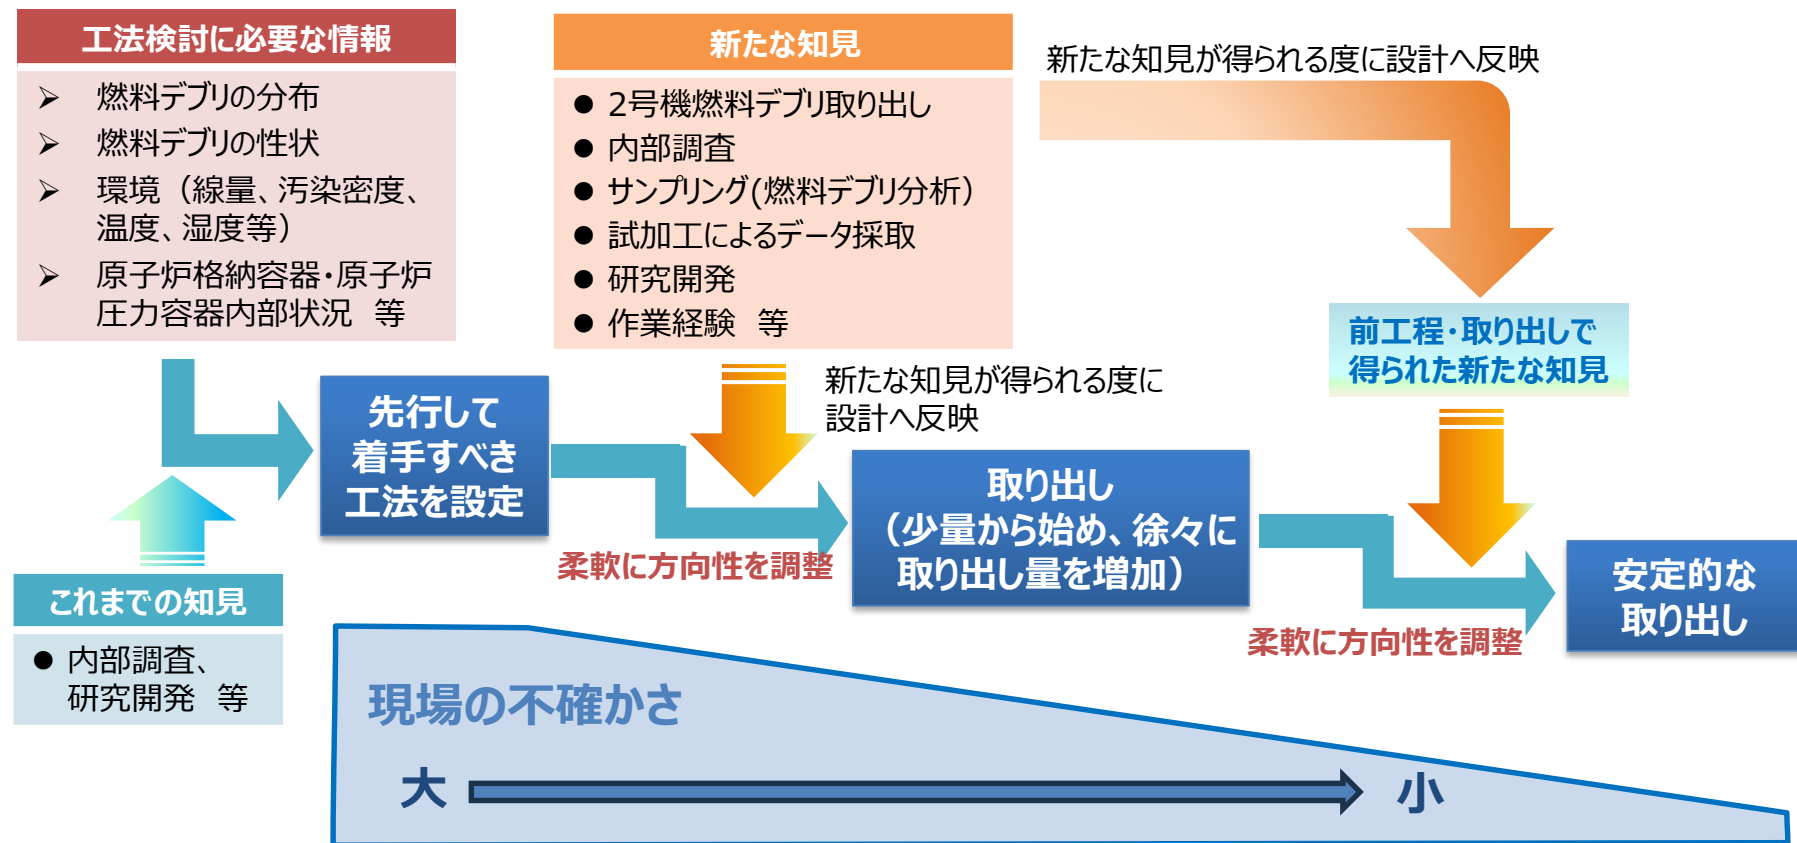 工法検討に必要な情報
➢ 燃料デブリの分布
➢ 燃料デブリの性状
➢ 環境（線量、汚染密度、
温度、湿度等）
➢ 原子炉格納容器・原子炉
圧力容器内部状況 等
これまでの知見
● 内部調査、
研究開発 等
先行して
着手すべき
工法を設定
新たな知見
● 2号機燃料デブリ取り出し
● 内部調査
● サンプリング(燃料デブリ分析）
● 試加工によるデータ採取
● 研究開発
● 作業経験 等
新たな知見が得られる度に
設計へ反映
柔軟に方向性を調整
取り出し
（少量から始め、徐々に
取り出し量を増加）
新たな知見が得られる度に設計へ反映
前工程・取り出しで
得られた新たな知見
柔軟に方向性を調整
安定的な
取り出し
現場の不確かさ
大
小